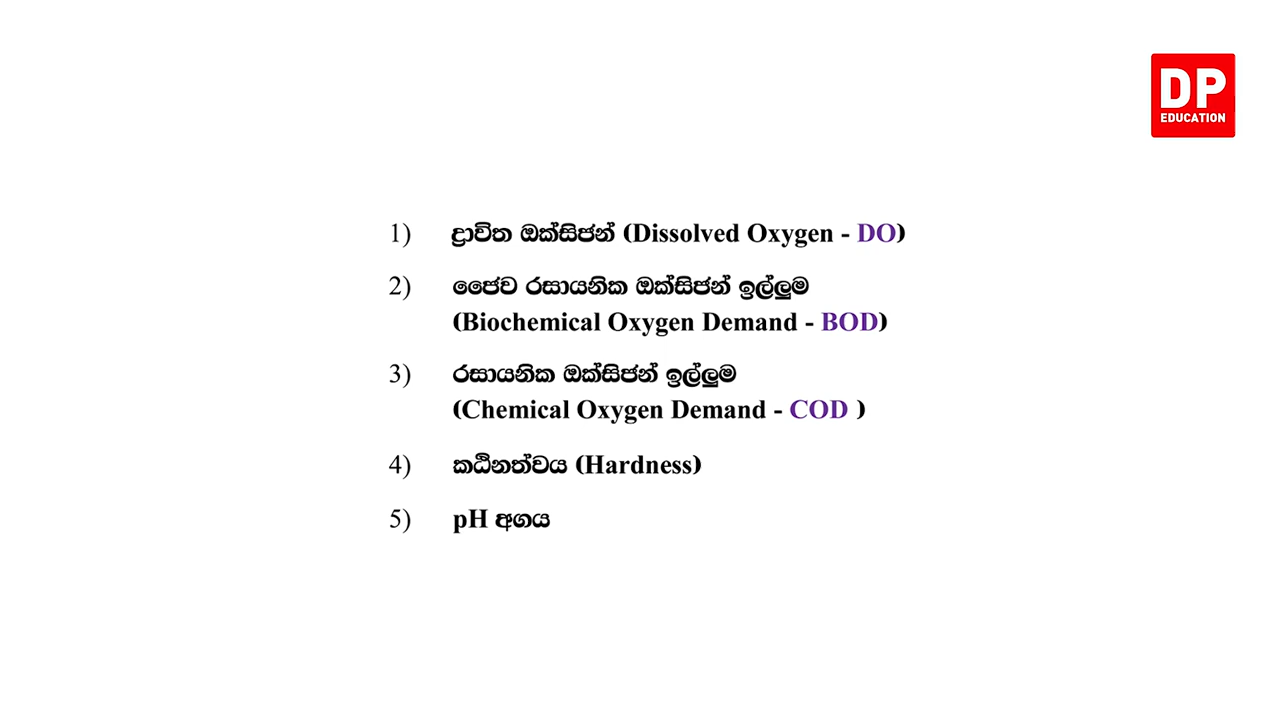 DP
EDUCATION
1) ද්‍රාවිත ඔක්සිජන් (Dissolved Oxygen - DO)
2) ජෛව රසායනික ඔක්සිජන් ඉල්ලුම
(Biochemical Oxygen Demand - BOD)
3) රසායනික ඔක්සිජන් ඉල්ලුම
(Chemical Oxygen Demand - COD )
4) කඨිනත්වය (Hardness)
5) pH අගය